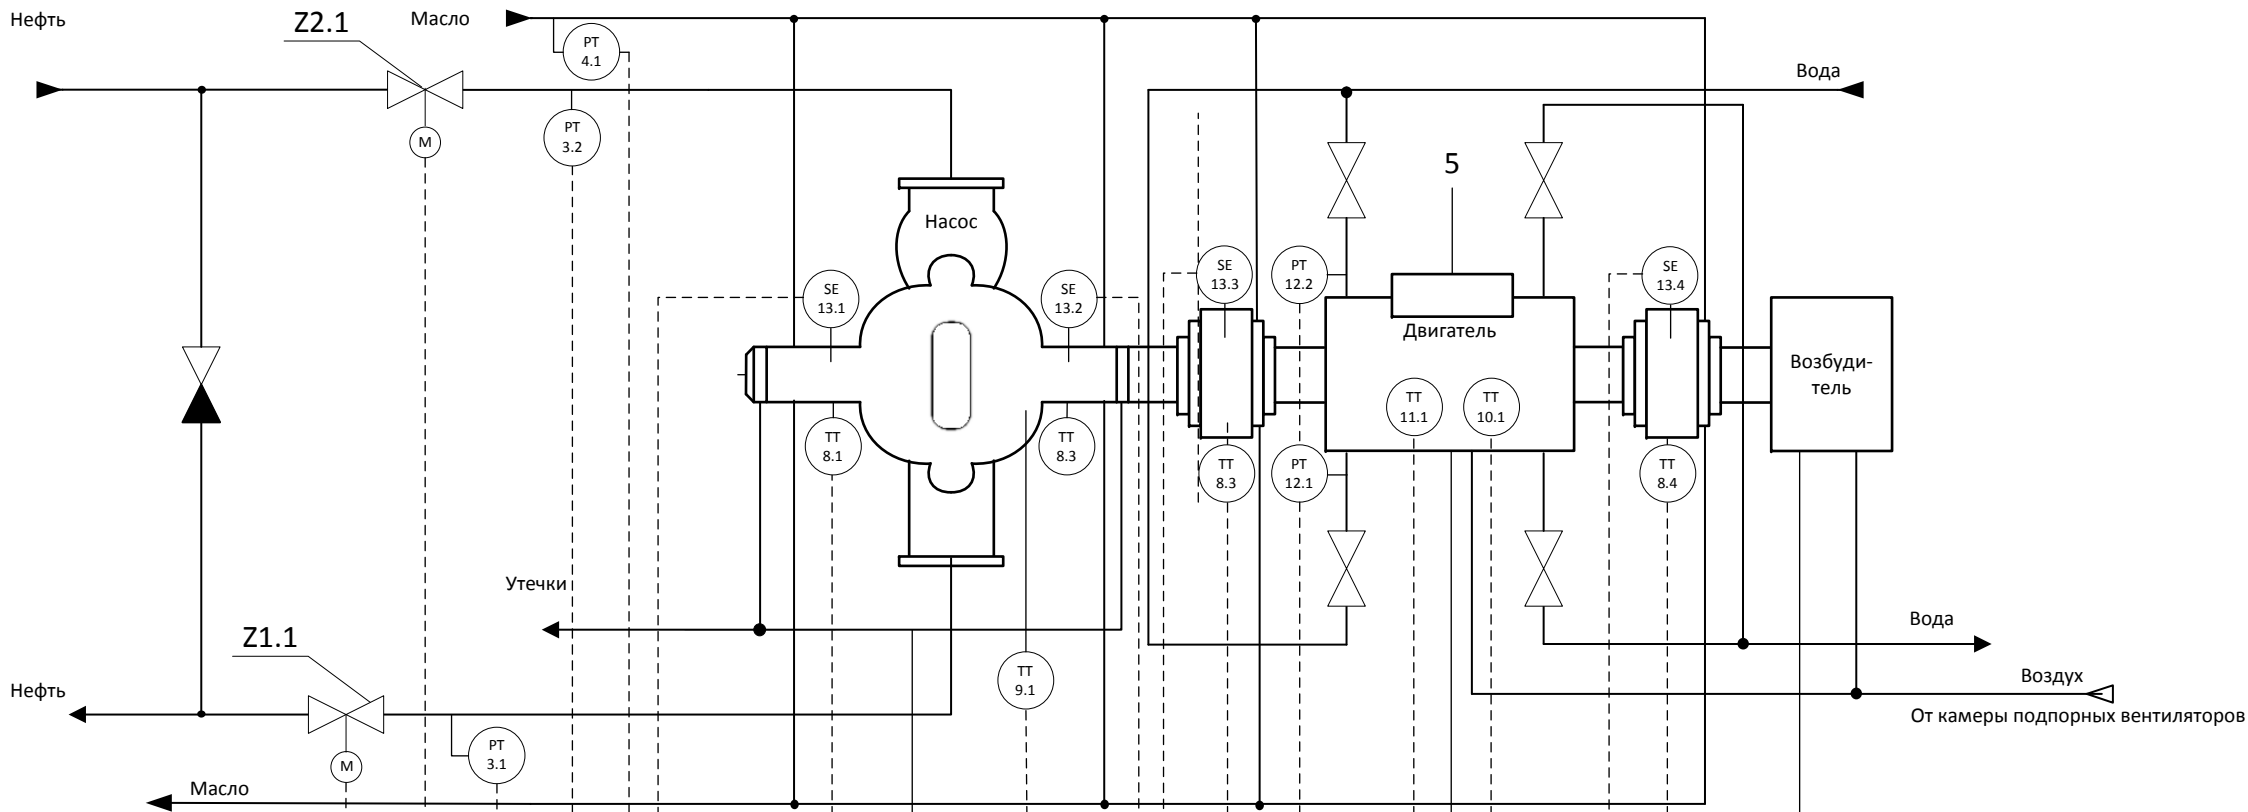 Нефть
Z2.1
Масло
PT
4.1
Вода
M
PT
3.2
5
Насос
SE
13.1
SE
13.2
SE
13.3
PT
12.2
SE
13.4
Двигатель
Возбуди-
тель
TT
11.1
TT
10.1
TT
8.1
TT
8.3
TT
8.3
PT
12.1
TT
8.4
Утечки
Z1.1
Вода
TT
9.1
Нефть
Воздух
От камеры подпорных вентиляторов
PT
3.1
M
Масло